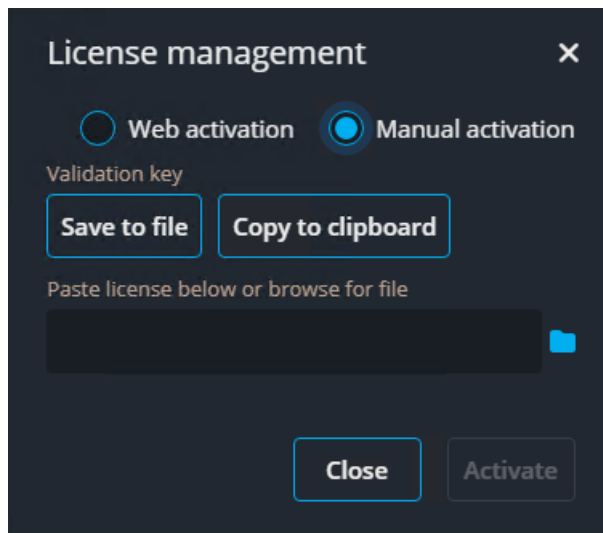 License management
Web activation Manual activation
Validation key
Save to file Copy to clipboard
Paste license below or browse for file
Close Activate